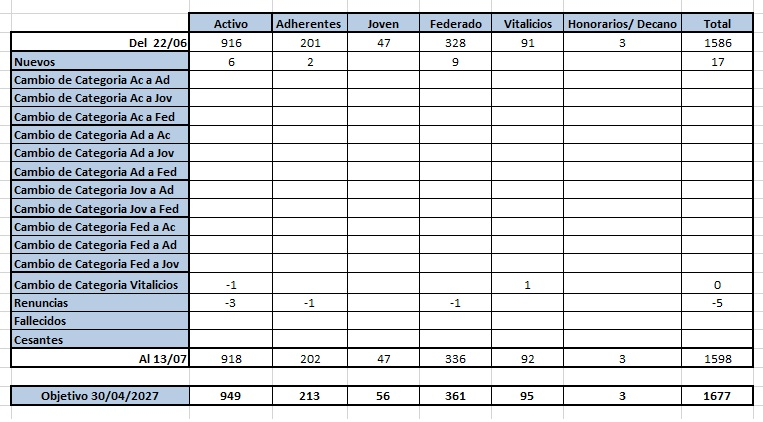 Activo Adherentes Joven Federado Vitalicios Honorarios/ Decano Total
Del 22/06 916 201 47 328 91 3 1586
Nuevos 6 2 9 17
Cambio de Categoria Ac a Ad
Cambio de Categoria Ac a Jov
Cambio de Categoria Ac a Fed
Cambio de Categoria Ad a Ac
Cambio de Categoria Ad a Jov
Cambio de Categoria Ad a Fed
Cambio de Categoria Jov a Ad
Cambio de Categoria Jov a Fed
Cambio de Categoria Fed a Ac
Cambio de Categoria Fed a Ad
Cambio de Categoria Fed a Jov
Cambio de Categoria Vitalicios -1 1 0
Renuncias -3 -1 -1 -5
Fallecidos
Cesantes
Al 13/07 918 202 47 336 92 3 1598
Objetivo 30/04/2027 949 213 56 361 95 3 1677